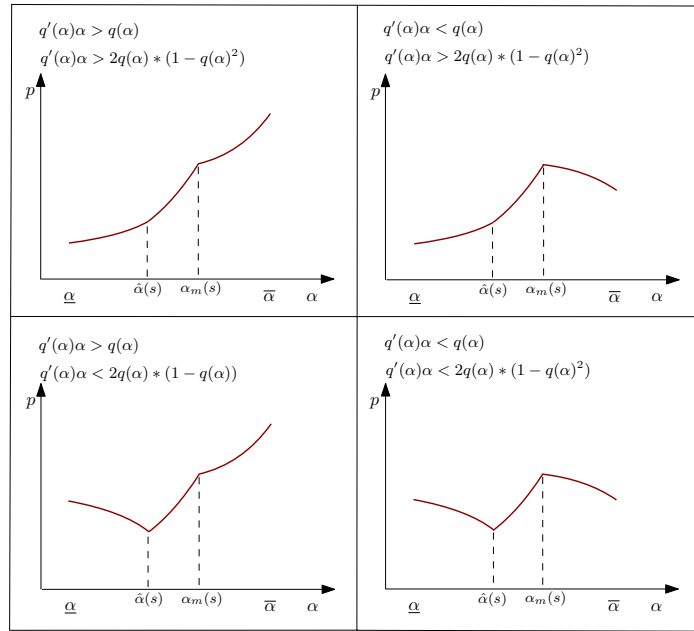 q′(α)α > q(α)
q′(α)α > 2q(α) ∗ (1 − q(α)²)
p
α̂(s)
α_m(s)
α̲
α̅
α
q′(α)α < q(α)
q′(α)α > 2q(α) ∗ (1 − q(α)²)
p
α̂(s)
α_m(s)
α̲
α̅
α
q′(α)α > q(α)
q′(α)α < 2q(α) ∗ (1 − q(α))
p
α̂(s)
α_m(s)
α̲
α̅
α
q′(α)α < q(α)
q′(α)α < 2q(α) ∗ (1 − q(α)²)
p
α̂(s)
α_m(s)
α̲
α̅
α